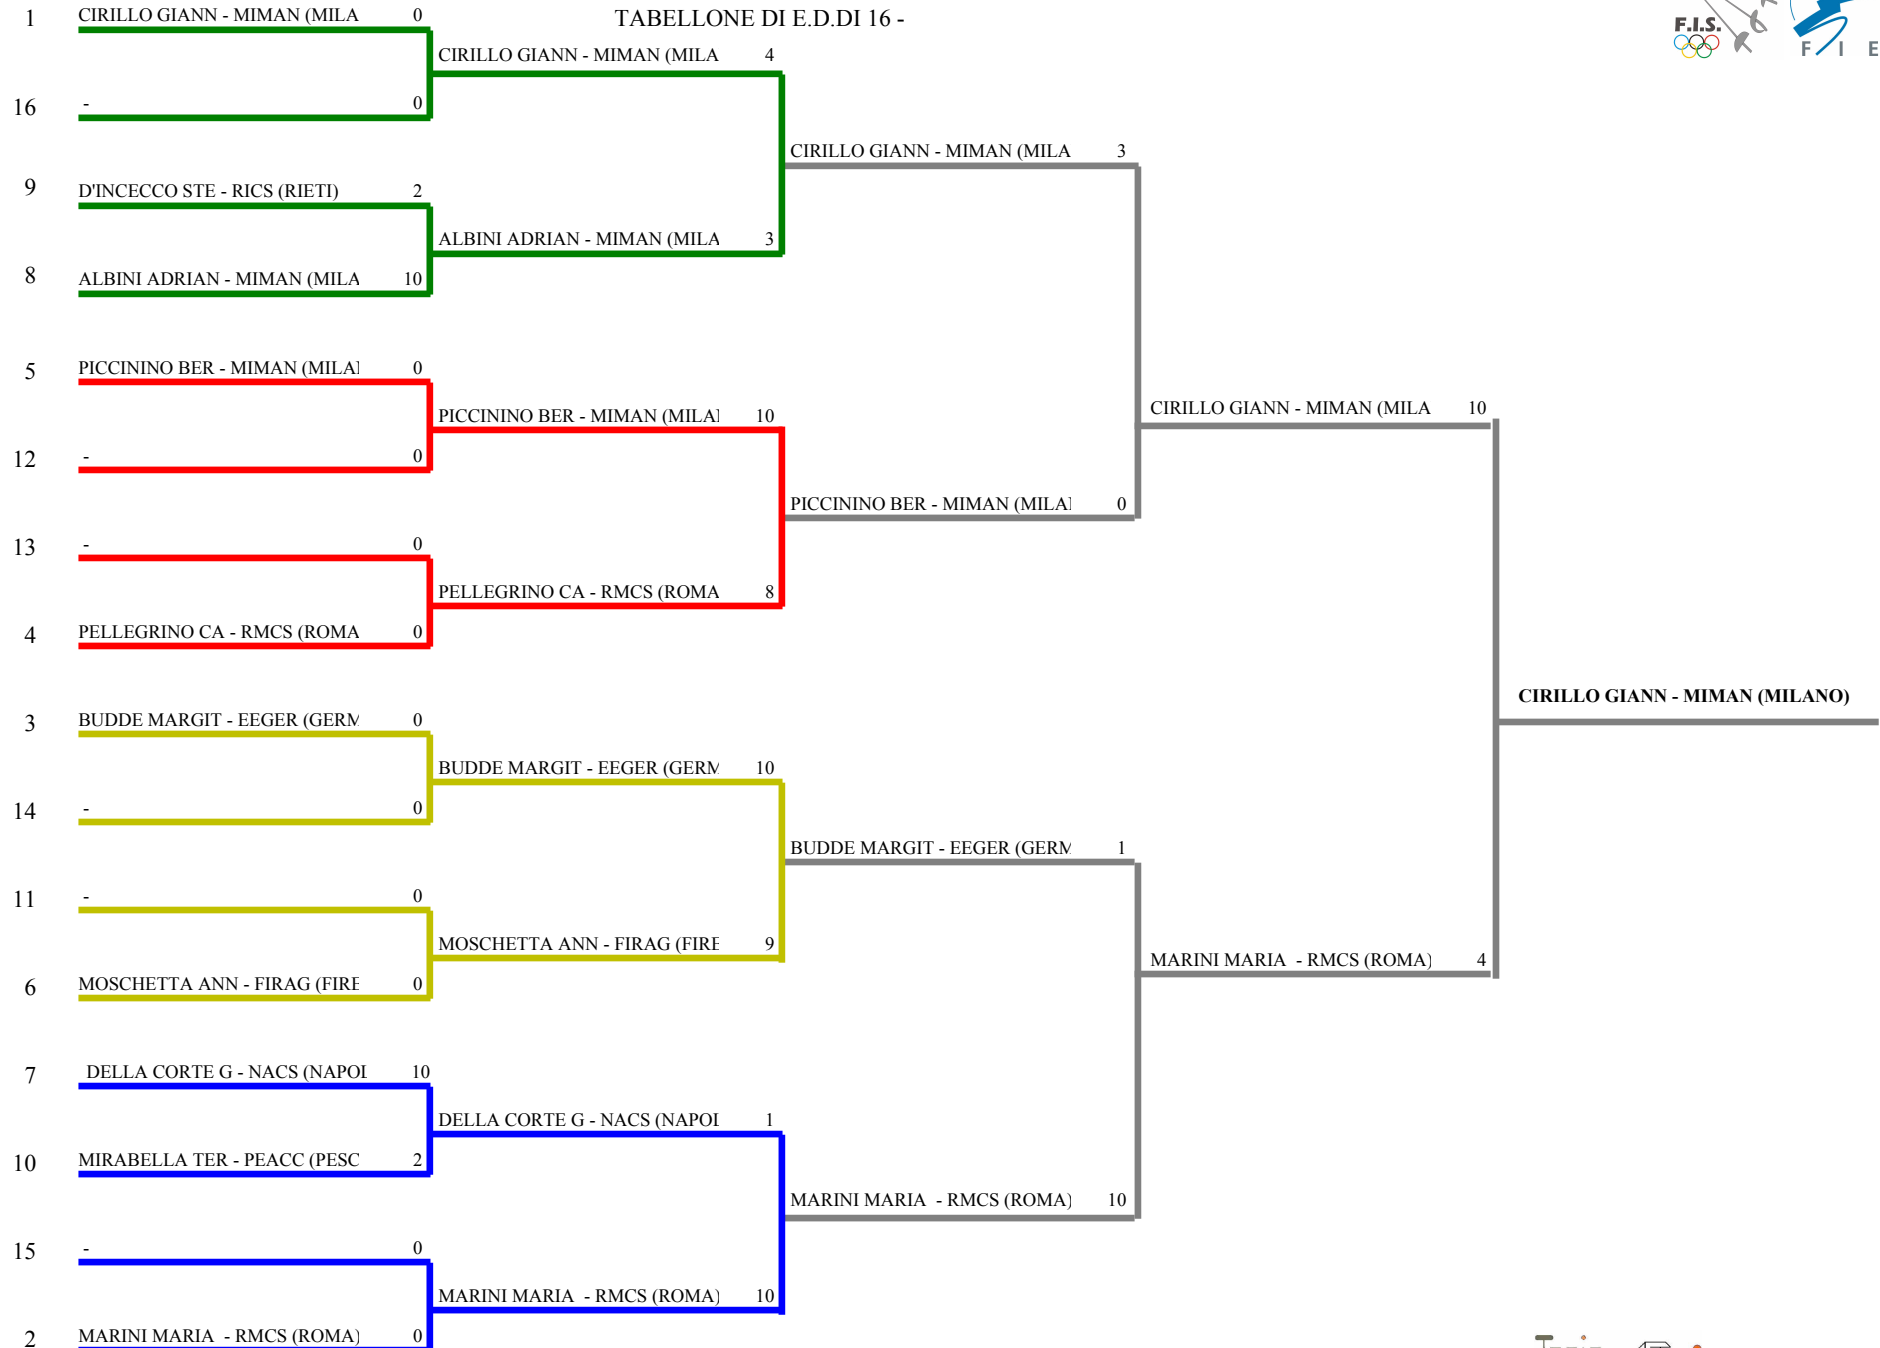 TABELLONE DI E.D.DI 16 -
F.I.S.
F I E
1 CIRILLO GIANN - MIMAN (MILA 0
CIRILLO GIANN - MIMAN (MILA 4
16 - 0
CIRILLO GIANN - MIMAN (MILA 3
9 D'INCECCO STE - RICS (RIETI) 2
ALBINI ADRIAN - MIMAN (MILA 3
8 ALBINI ADRIAN - MIMAN (MILA 10
5 PICCININO BER - MIMAN (MILA 0
CIRILLO GIANN - MIMAN (MILA 10
PICCININO BER - MIMAN (MILA 10
12 - 0
PICCININO BER - MIMAN (MILA 0
13 - 0
PELLEGRINO CA - RMCS (ROMA 8
4 PELLEGRINO CA - RMCS (ROMA 0
CIRILLO GIANN - MIMAN (MILANO)
3 BUDDE MARGIT - EEGER (GERM 0
BUDDE MARGIT - EEGER (GERM 10
14 - 0
BUDDE MARGIT - EEGER (GERM 1
11 - 0
MOSCHETTA ANN - FIRAG (FIRE 9
MARINI MARIA - RMCS (ROMA) 4
6 MOSCHETTA ANN - FIRAG (FIRE 0
7 DELLA CORTE G - NACS (NAPOL 10
DELLA CORTE G - NACS (NAPOL 1
10 MIRABELLA TER - PEACC (PESC 2
MARINI MARIA - RMCS (ROMA) 10
15 - 0
MARINI MARIA - RMCS (ROMA) 10
2 MARINI MARIA - RMCS (ROMA) 0